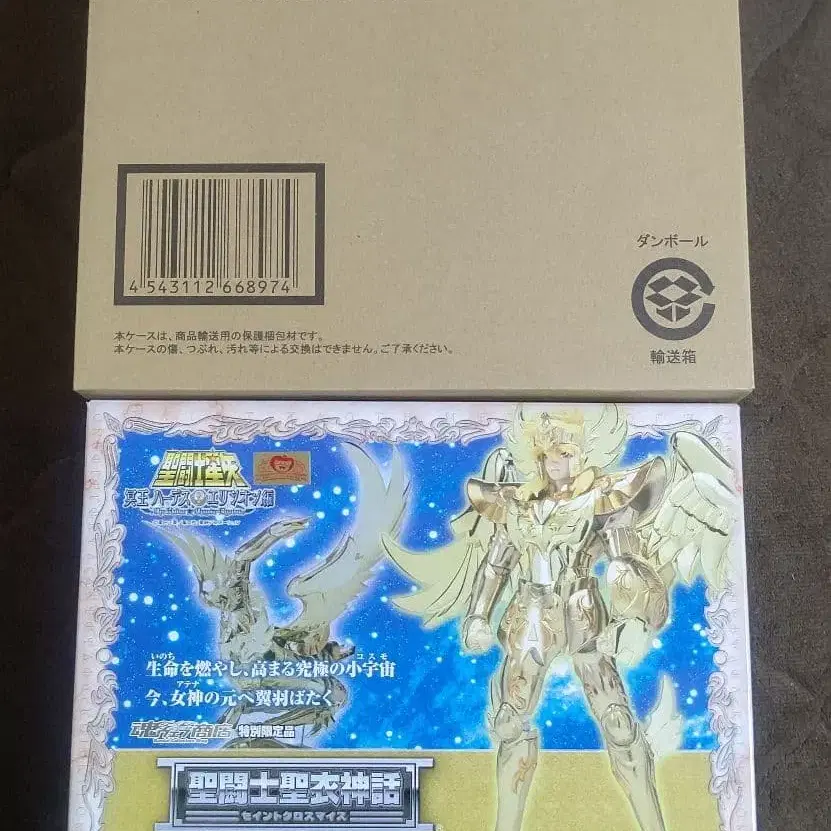 4 543112 668974
ダンボール
輸送箱
本ケースは、商品輸送用の保護梱包材です。
本ケースの傷、つぶれ、汚れ等による交換はできません。ご了承ください。
聖闘士星矢
冥王ハーデスエリシオン編
いのち コスモ
生命を燃やし、高まる究極の小宇宙
アテナ
今、女神の元へ翼羽ばたく
魂ウェブ商店 特別限定品
聖闘士聖衣神話
セイントクロスマイス